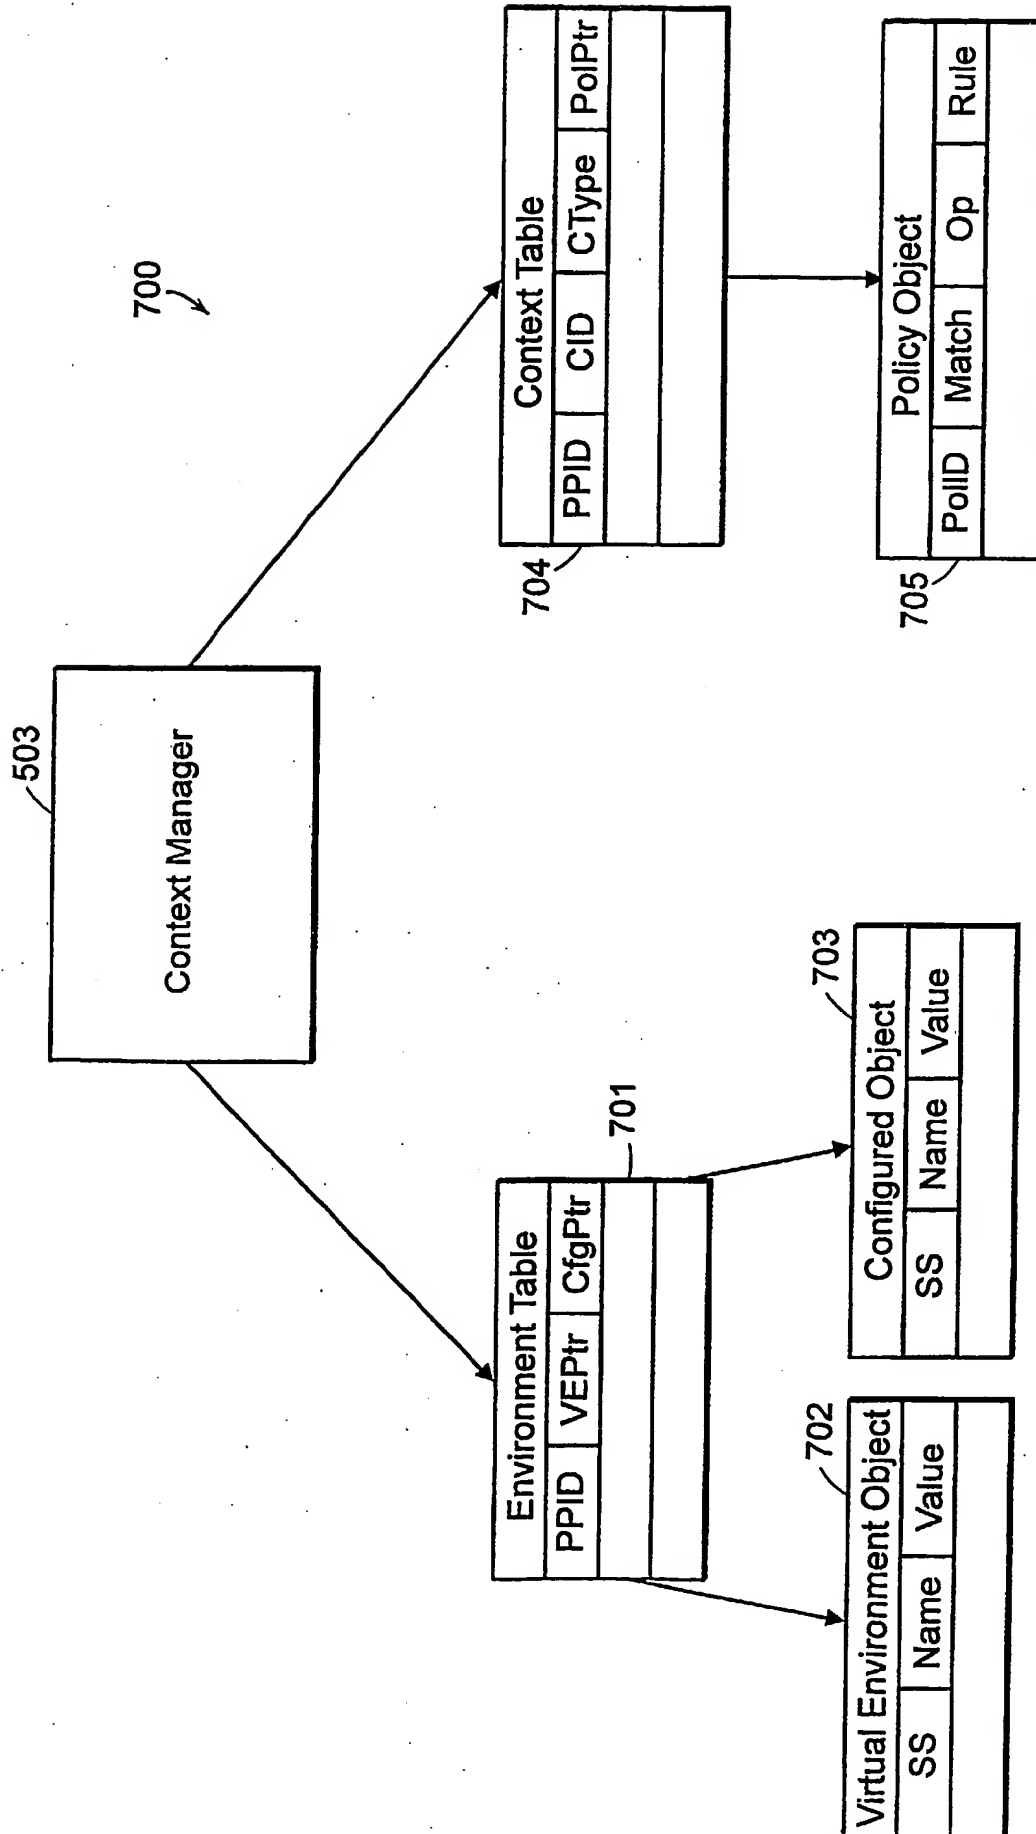 700
503
Context Manager
Environment Table
PPID VEPtr CfgPtr
701
Context Table
PPID CID CType PolPtr
704
Virtual Environment Object
SS Name Value
702
Configured Object
SS Name Value
703
Policy Object
PolID Match Op Rule
705